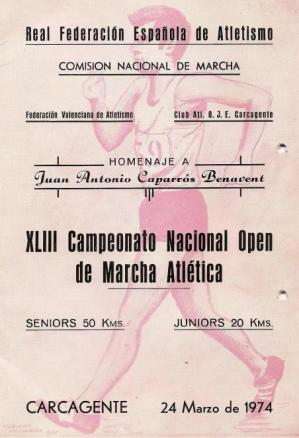 Real Federación Española de Atletismo
COMISION NACIONAL DE MARCHA
Federación Valenciana de Atletismo
Club Atl. O. J. E. Carcagente
HOMENAJE A
Juan Antonio Caparrós Benavent
XLIII Campeonato Nacional Open
de Marcha Atlética
SENIORS 50 KMS.
JUNIORS 20 KMS.
CARCAGENTE
24 Marzo de 1974